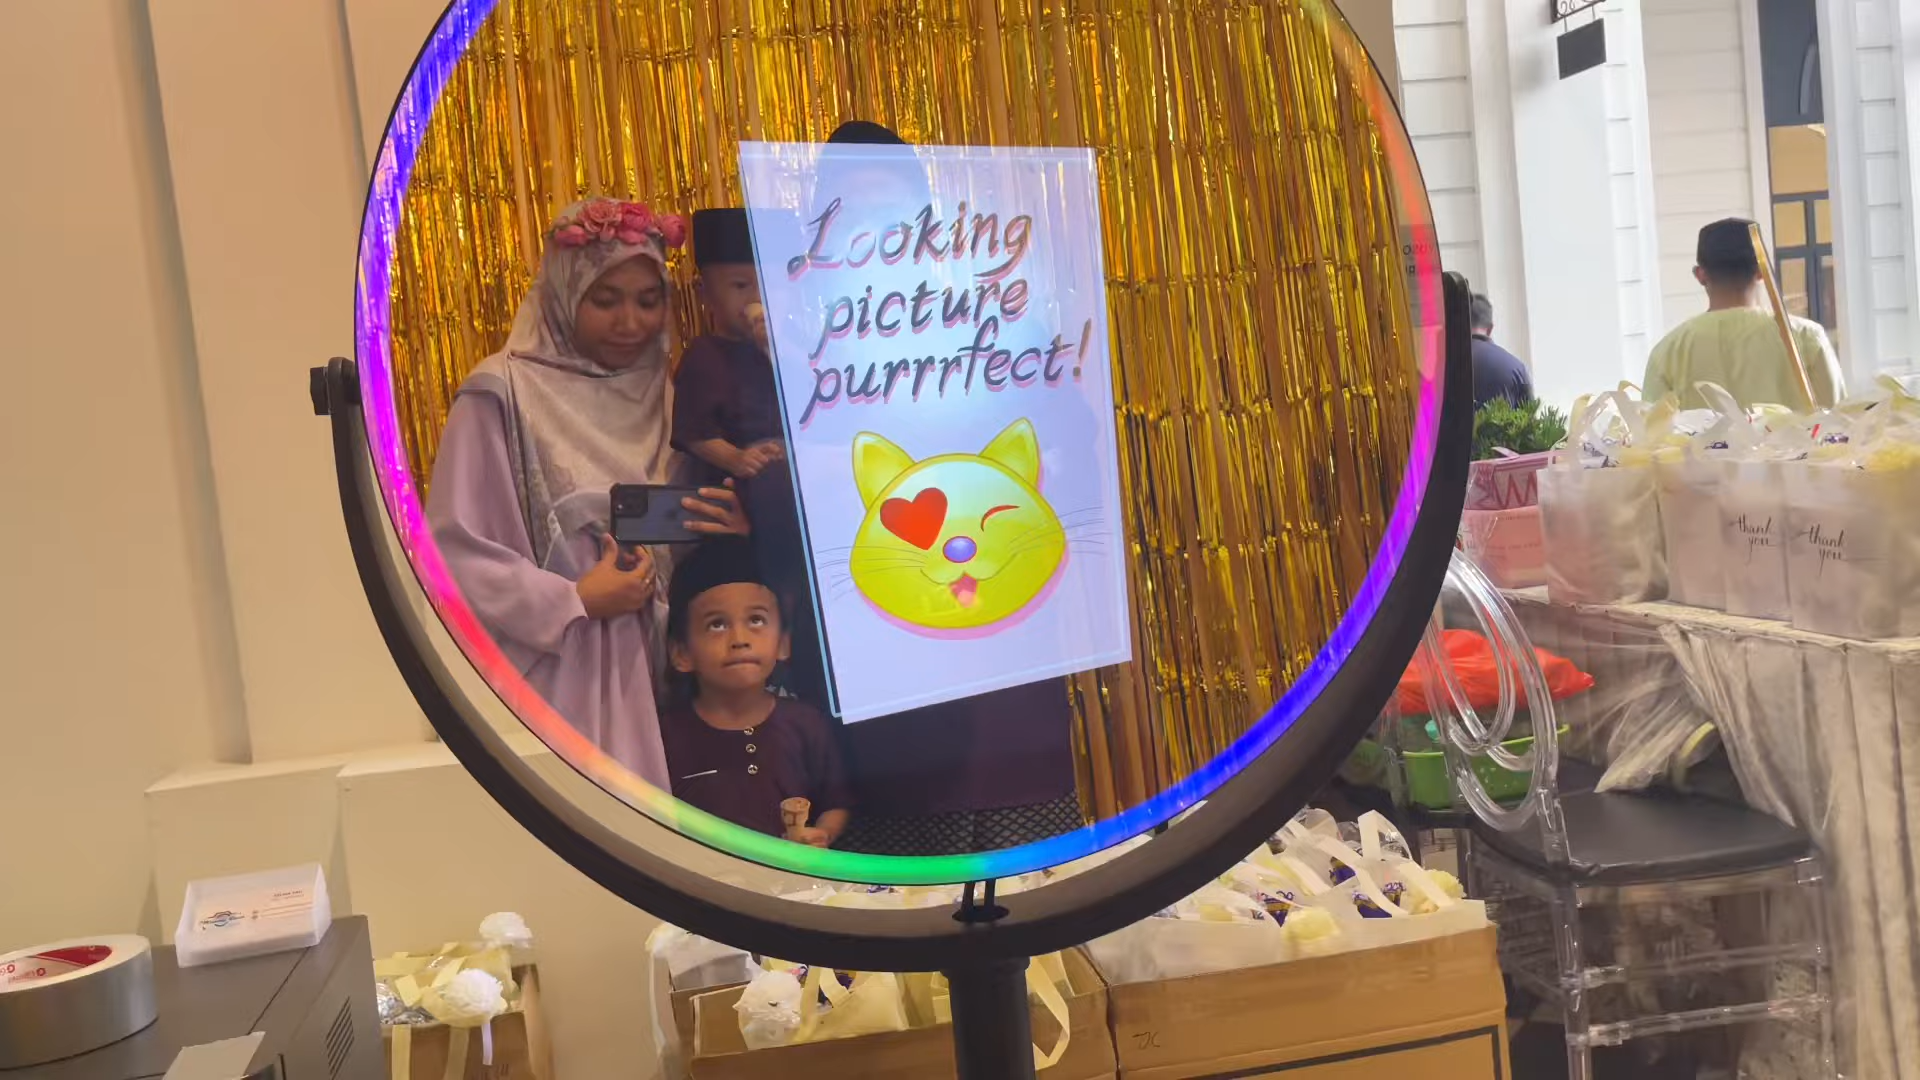 Looking
picture
purrrfect!
thank
you
thank
you